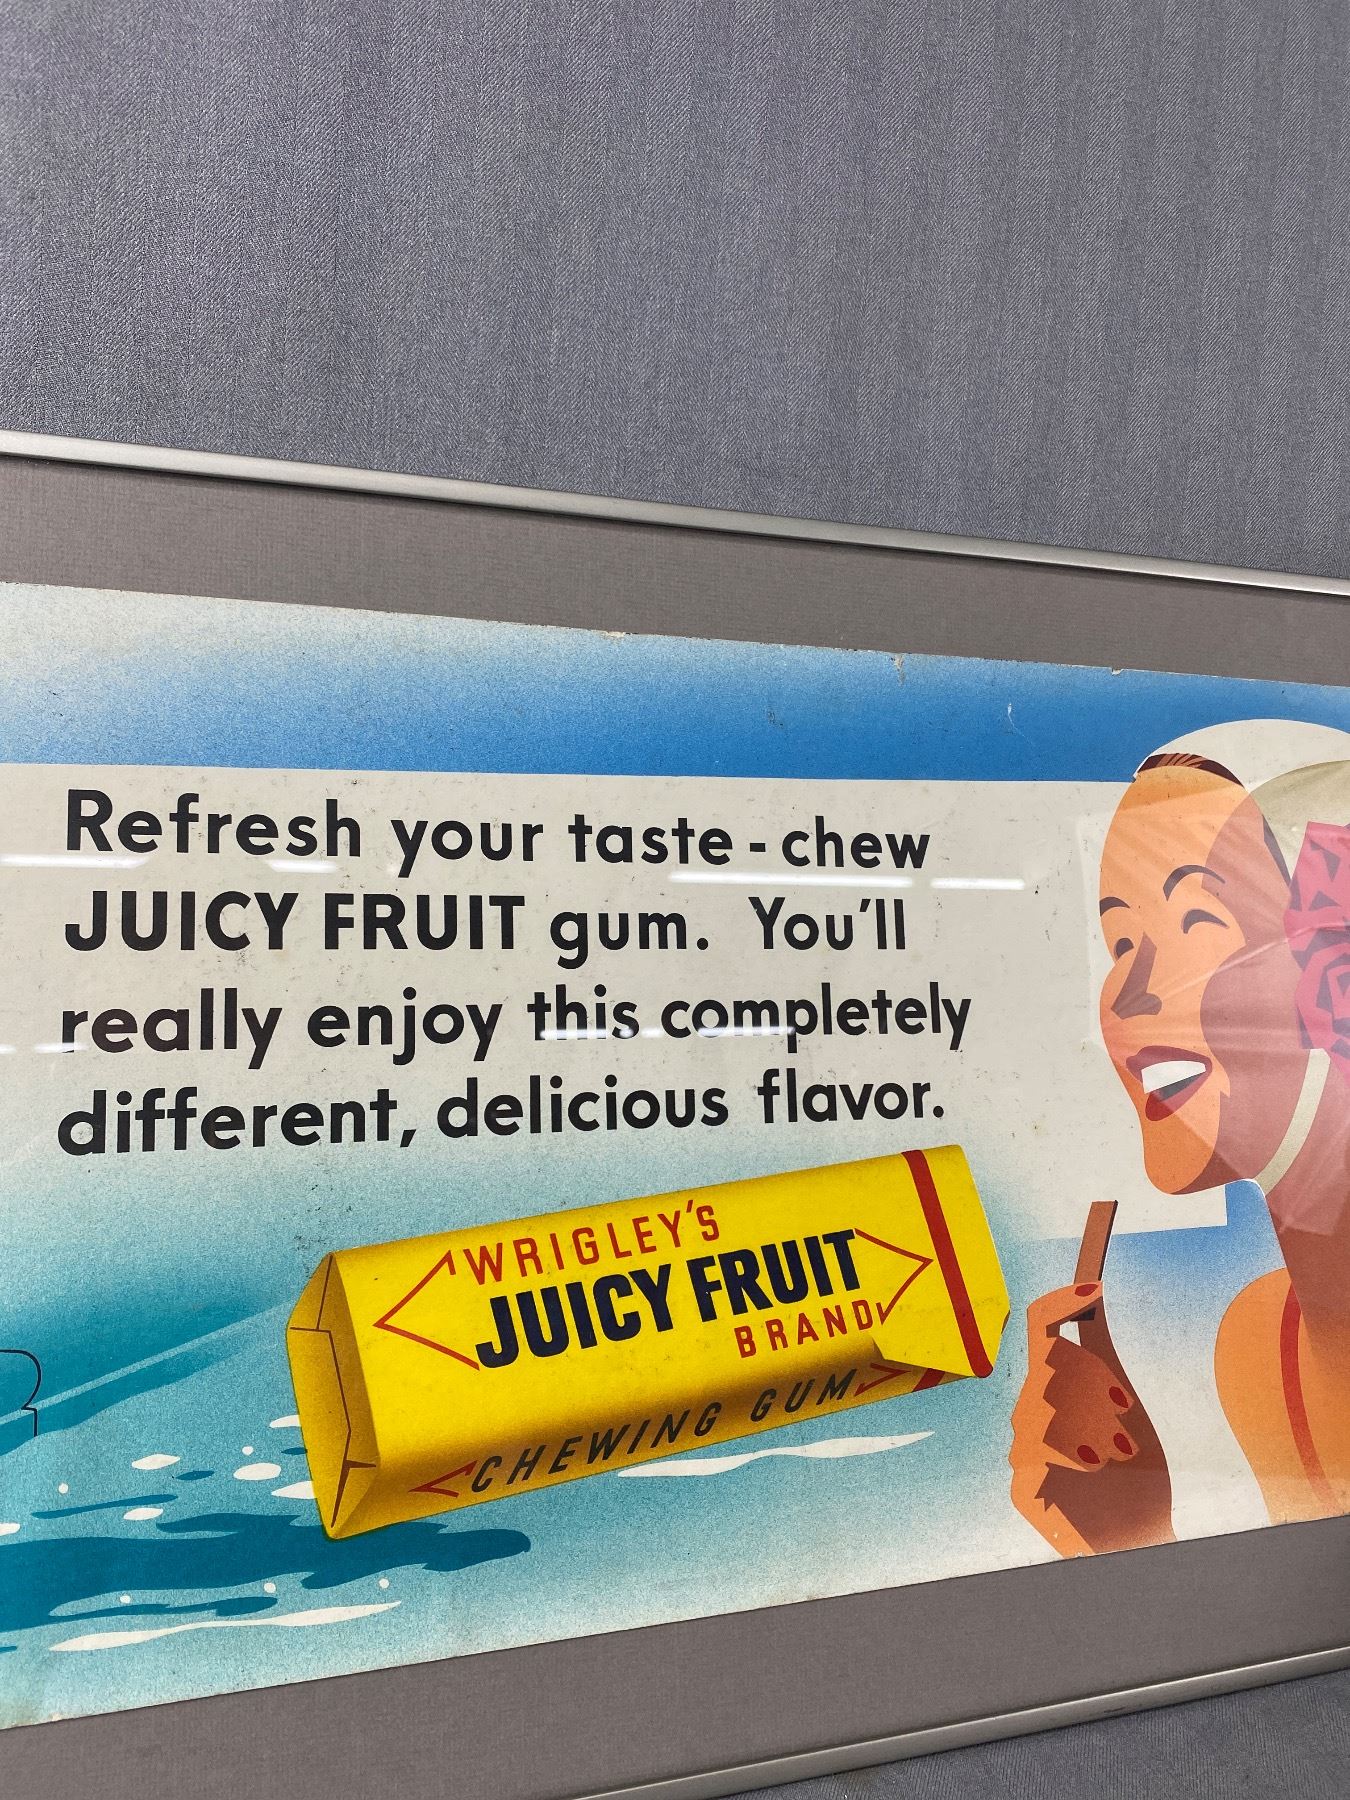 Refresh your taste - chew
JUICY FRUIT gum. You'll
really enjoy this completely
different, delicious flavor.
WRIGLEY'S
JUICY FRUIT
BRAND
CHEWING GUM